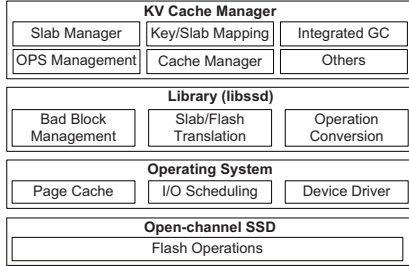 KV Cache Manager
Slab Manager
Key/Slab Mapping
Integrated GC
OPS Management
Cache Manager
Others
Library (libssd)
Bad Block
Management
Slab/Flash
Translation
Operation
Conversion
Operating System
Page Cache
I/O Scheduling
Device Driver
Open-channel SSD
Flash Operations